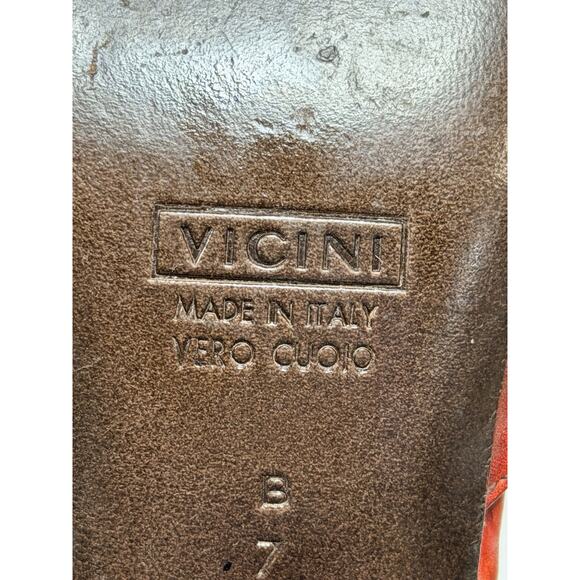 VICINI
MADE IN ITALY
VERO CUOIO
B
7